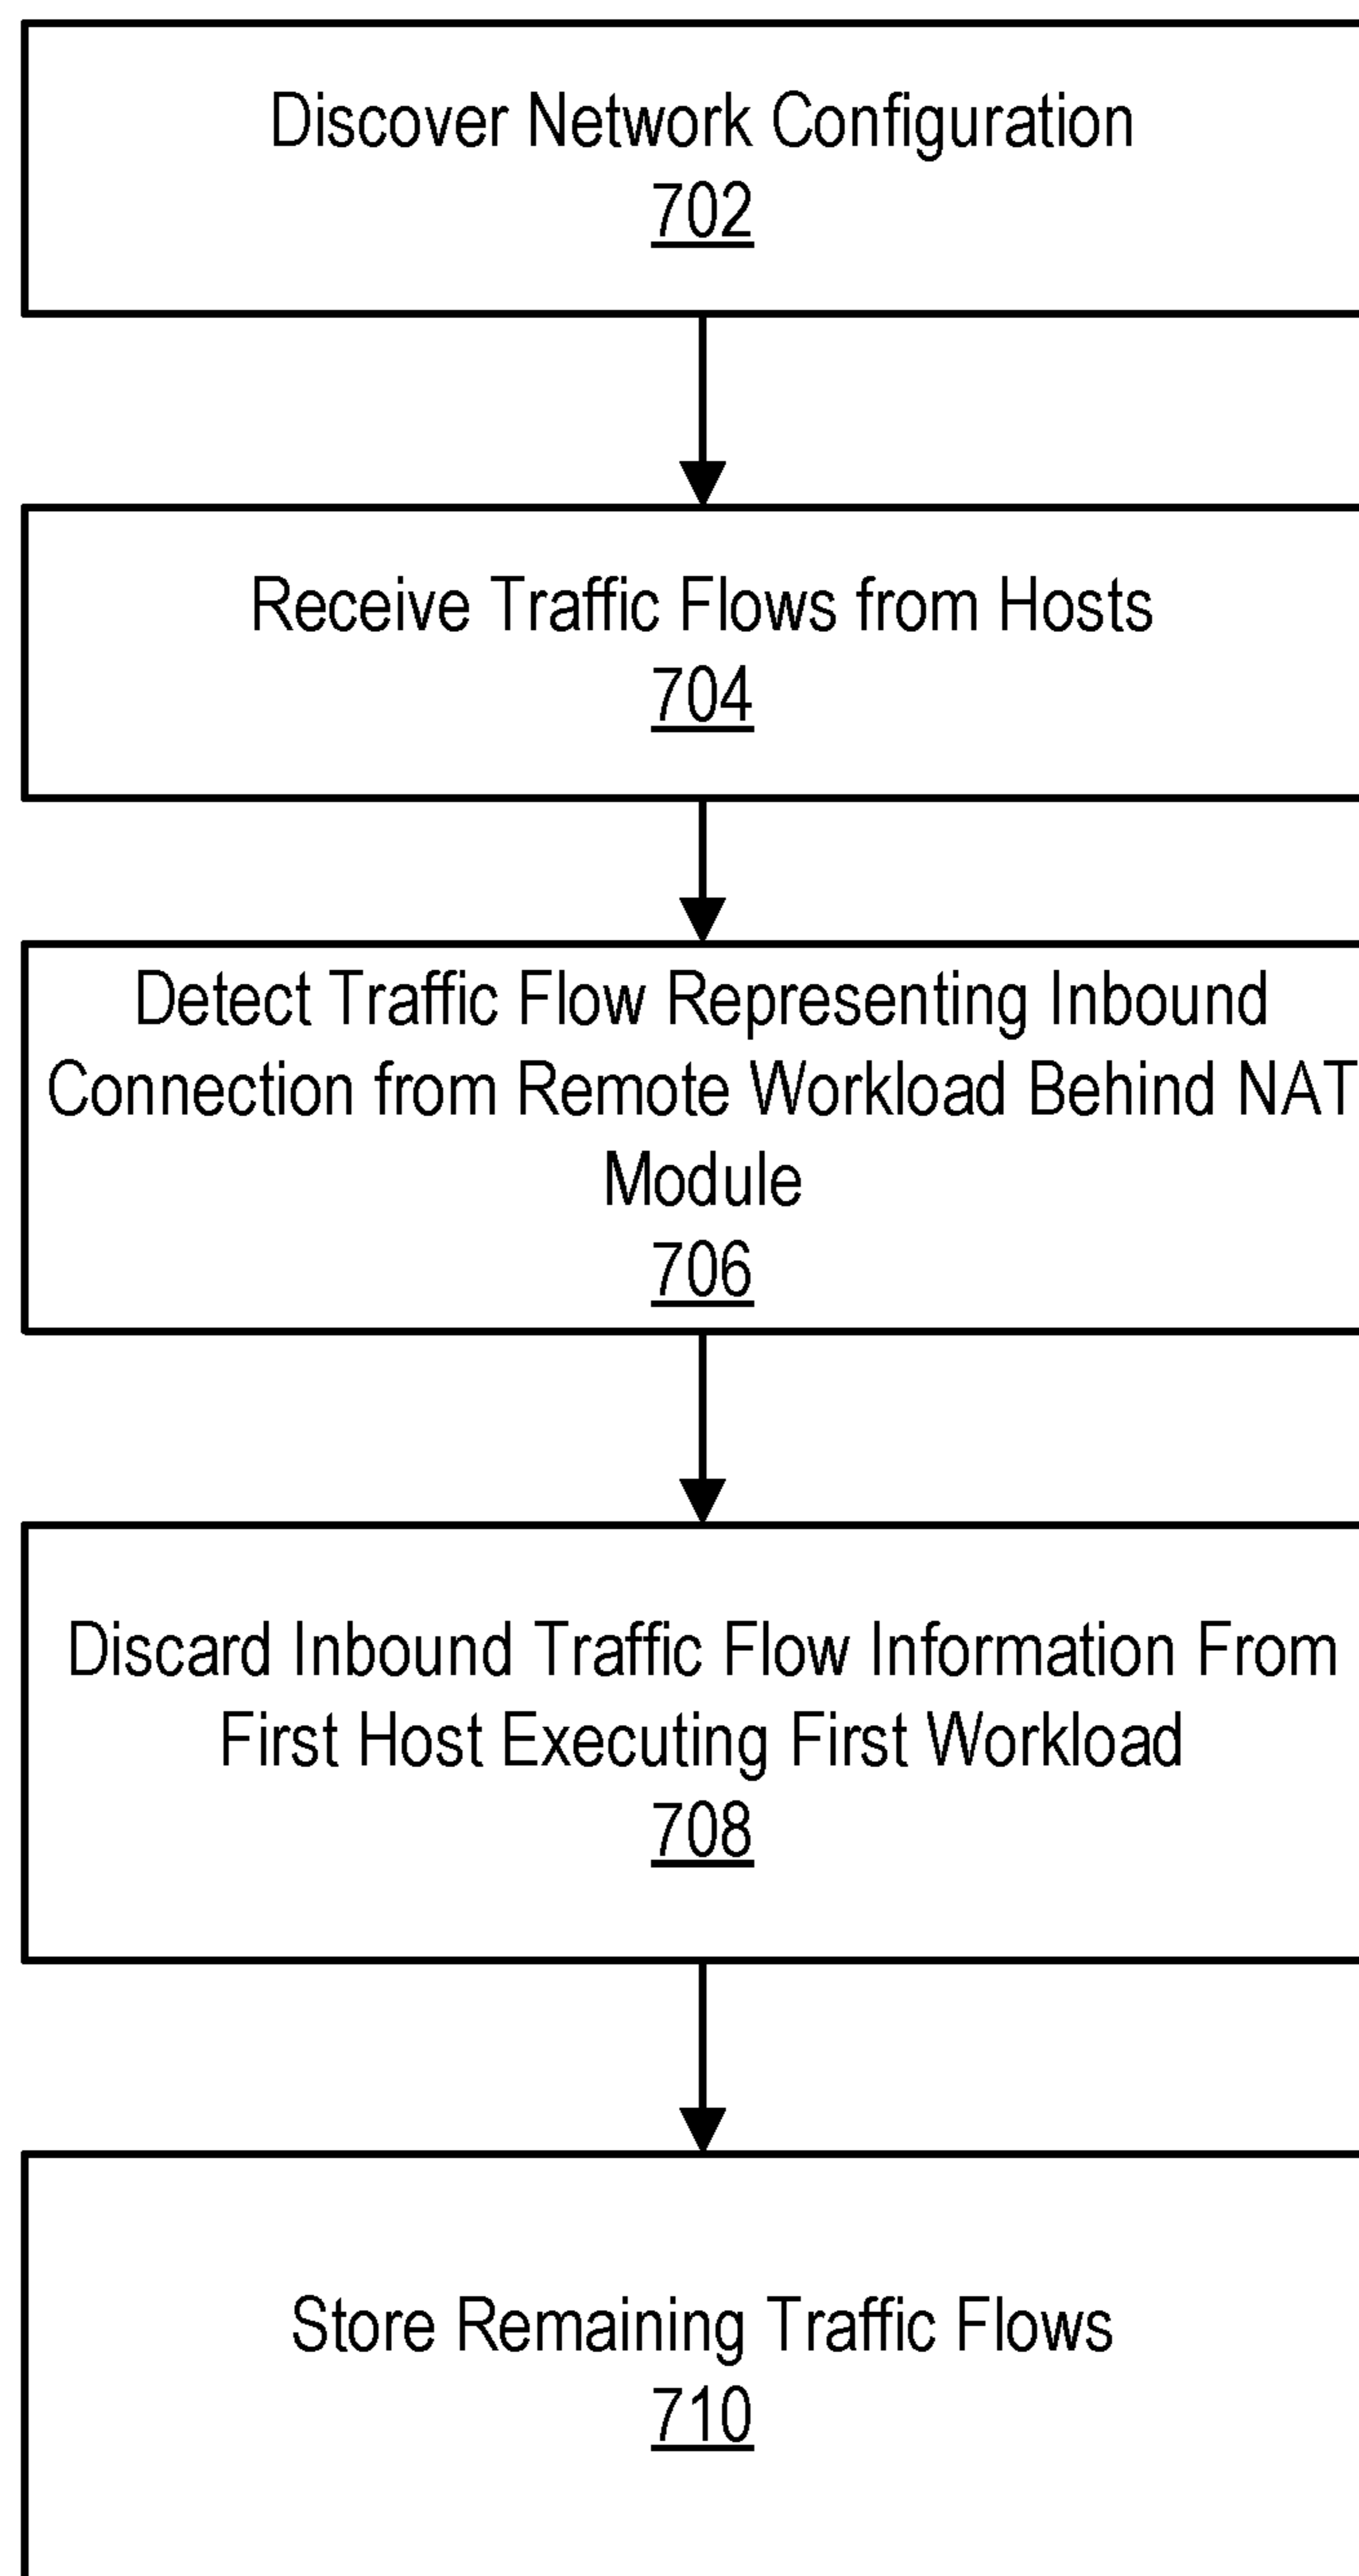 Discover Network Configuration
702
Receive Traffic Flows from Hosts
704
Detect Traffic Flow Representing Inbound
Connection from Remote Workload Behind NAT
Module
706
Discard Inbound Traffic Flow Information From
First Host Executing First Workload
708
Store Remaining Traffic Flows
710